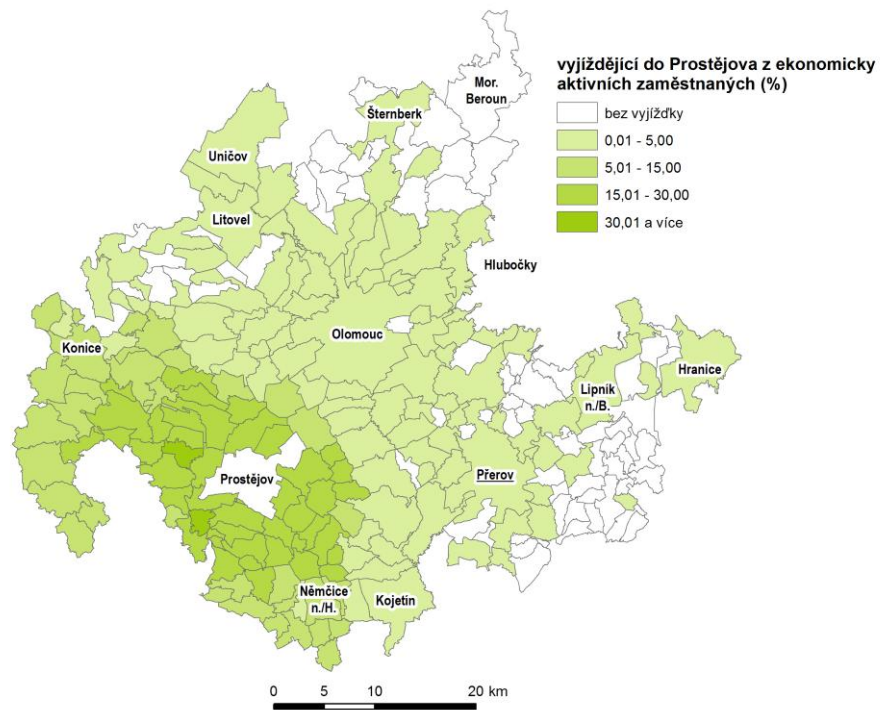 vyjíždějící do Prostějova z ekonomicky
aktivních zaměstnaných (%)
bez vyjížďky
0,01 - 5,00
5,01 - 15,00
15,01 - 30,00
30,01 a více
Mor.
Beroun
Šternberk
Uničov
Litovel
Hlubočky
Olomouc
Konice
Hranice
Lipník
n./B.
Přerov
Prostějov
Němčice
n./H.
Kojetín
0 5 10 20 km